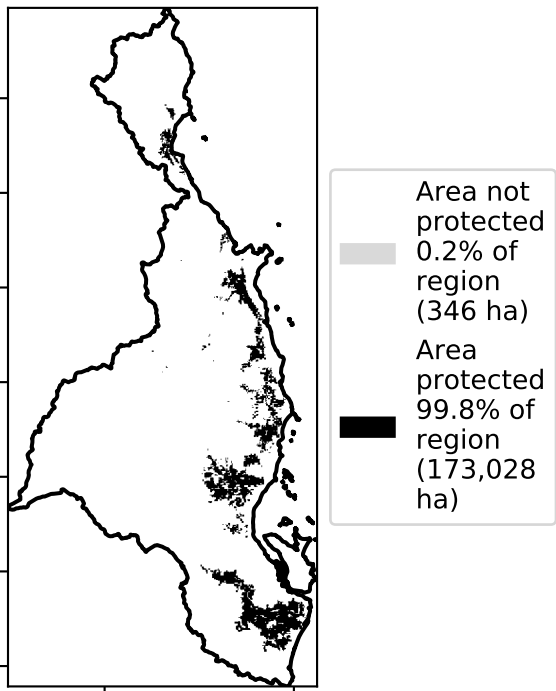 Area not
protected
0.2% of
region
(346 ha)
Area
protected
99.8% of
region
(173,028
ha)